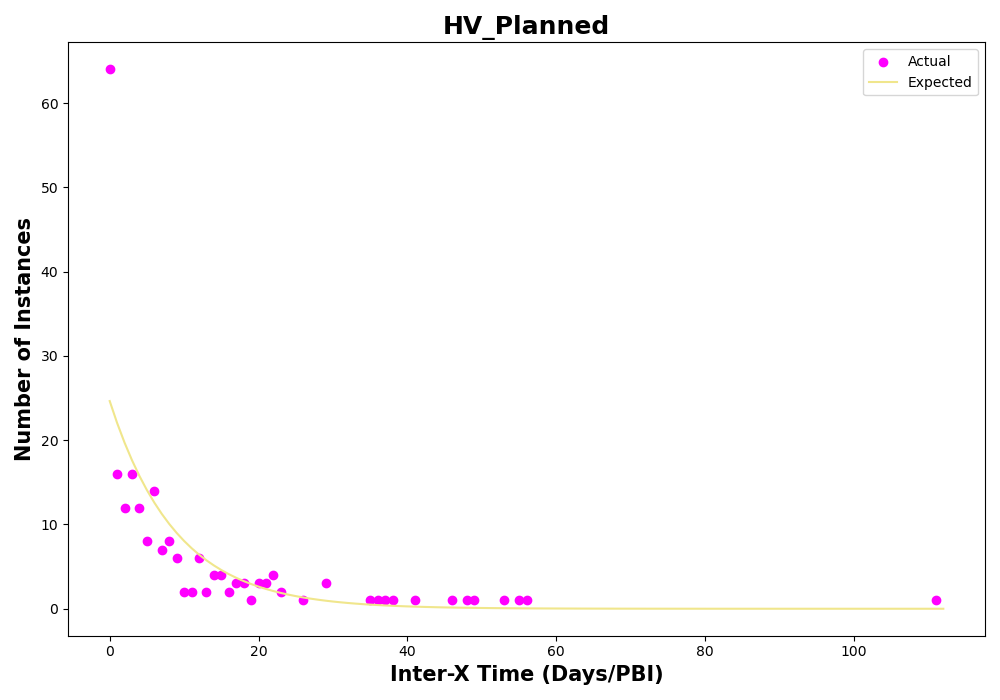 HV_Planned
Actual
Expected
Number of Instances
60
50
40
30
20
10
0
0 20 40 60 80 100
Inter-X Time (Days/PBI)